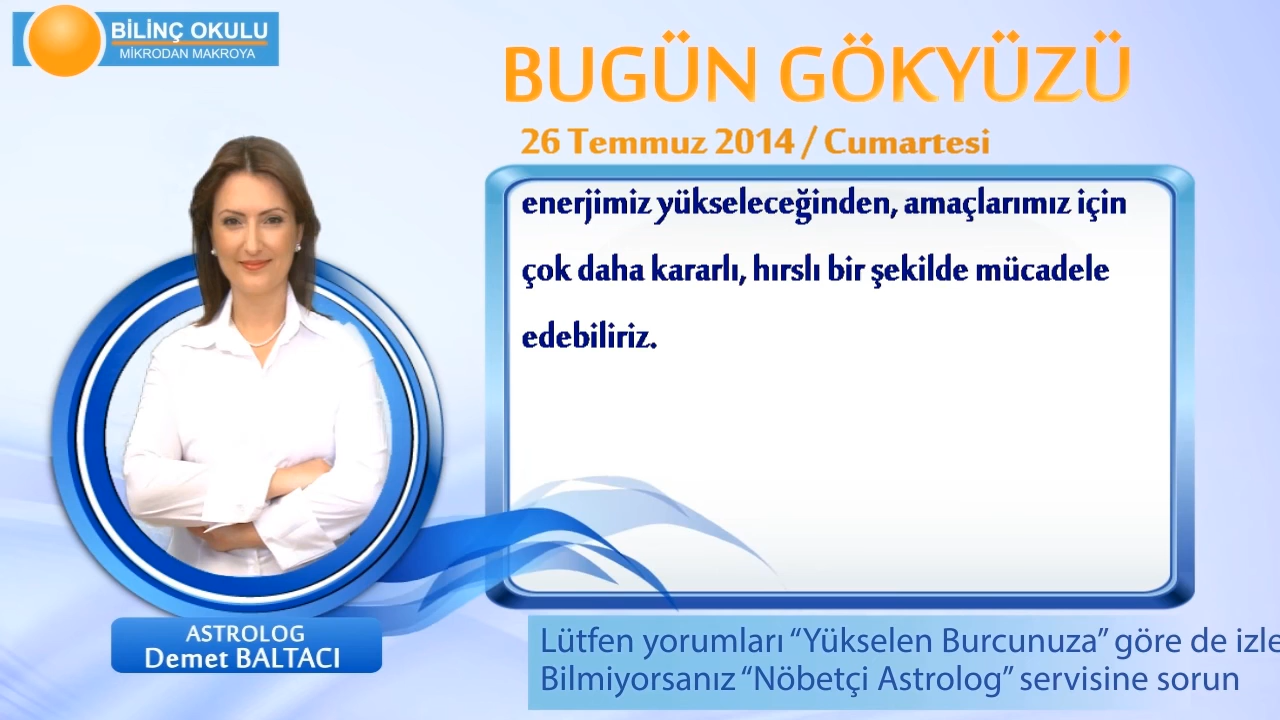 BİLİNÇ OKULU
MİKRODAN MAKROYA
BUGÜN GÖKYÜZÜ
26 Temmuz 2014 / Cumartesi
enerjimiz yükseleceğinden, amaçlarımız için
çok daha kararlı, hırslı bir şekilde mücadele
edebiliriz.
ASTROLOG
Demet BALTACI
Lütfen yorumları “Yükselen Burcunuza” göre de izle
Bilmiyorsanız “Nöbetçi Astrolog” servisine sorun